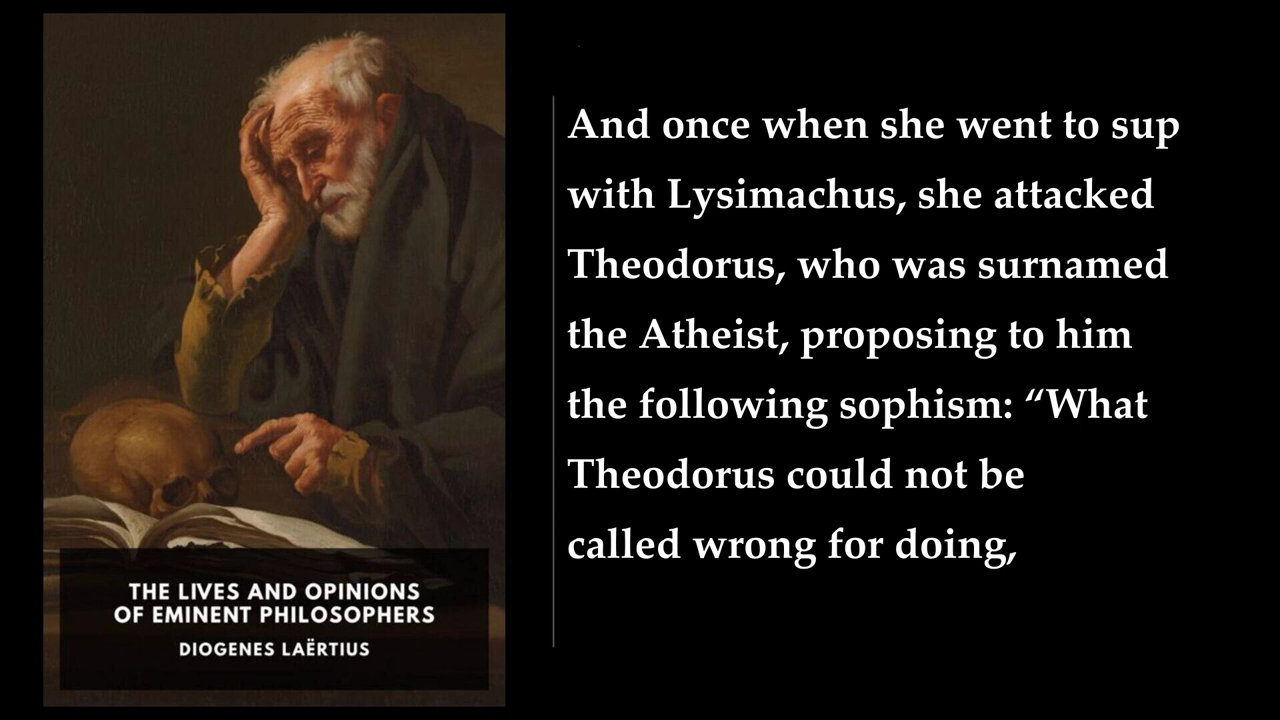 THE LIVES AND OPINIONS
OF EMINENT PHILOSOPHERS
DIOGENES LAËRTIUS
And once when she went to sup
with Lysimachus, she attacked
Theodorus, who was surnamed
the Atheist, proposing to him
the following sophism: “What
Theodorus could not be
called wrong for doing,